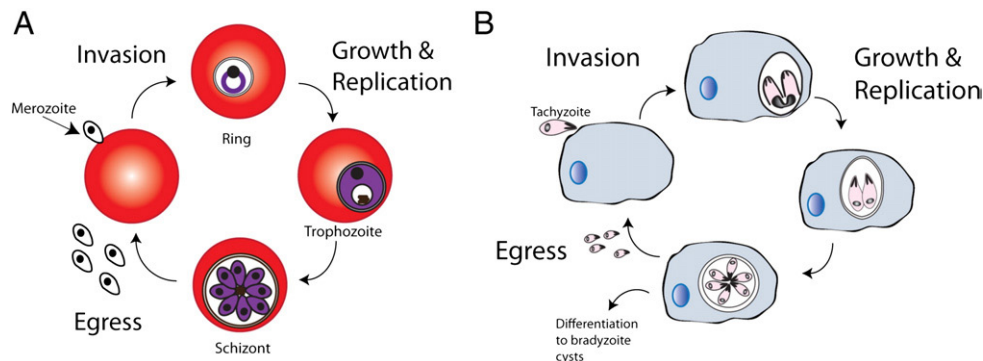 A
Invasion
Growth &
Replication
Merozoite
Ring
Trophozoite
Egress
Schizont
B
Invasion
Growth &
Replication
Tachyzoite
Egress
Differentiation
to bradyzoite
cysts